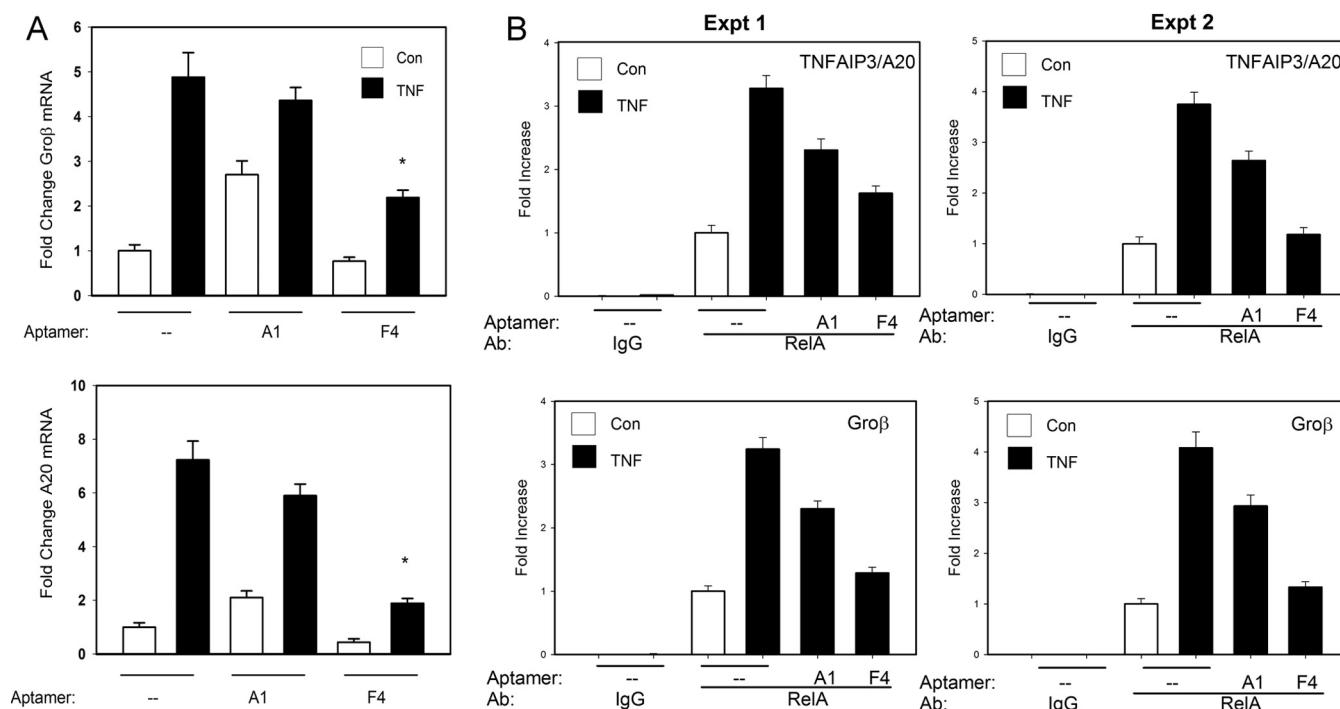 A
Fold Change Groβ mRNA
6
5
4
3
2
1
0
Con
TNF
*
Aptamer: -- A1 F4
Fold Change A20 mRNA
10
8
6
4
2
0
*
Aptamer: -- A1 F4
B
Expt 1
Fold Increase
4
3
2
1
0
Con
TNF
TNFAIP3/A20
Aptamer: -- -- A1 F4
Ab: IgG RelA
Fold Increase
4
3
2
1
0
Con
TNF
Groβ
Aptamer: -- -- A1 F4
Ab: IgG RelA
Expt 2
Fold Increase
5
4
3
2
1
0
Con
TNF
TNFAIP3/A20
Aptamer: -- -- A1 F4
Ab: IgG RelA
Fold Increase
5
4
3
2
1
0
Con
TNF
Groβ
Aptamer: -- -- A1 F4
Ab: IgG RelA